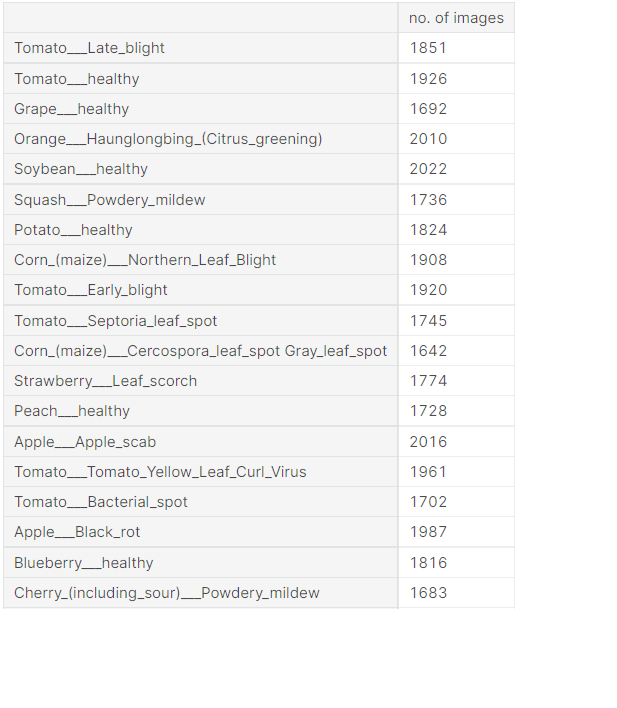 no. of images
Tomato___Late_blight 1851
Tomato___healthy 1926
Grape___healthy 1692
Orange___Haunglongbing_(Citrus_greening) 2010
Soybean___healthy 2022
Squash___Powdery_mildew 1736
Potato___healthy 1824
Corn_(maize)___Northern_Leaf_Blight 1908
Tomato___Early_blight 1920
Tomato___Septoria_leaf_spot 1745
Corn_(maize)___Cercospora_leaf_spot Gray_leaf_spot 1642
Strawberry___Leaf_scorch 1774
Peach___healthy 1728
Apple___Apple_scab 2016
Tomato___Tomato_Yellow_Leaf_Curl_Virus 1961
Tomato___Bacterial_spot 1702
Apple___Black_rot 1987
Blueberry___healthy 1816
Cherry_(including_sour)___Powdery_mildew 1683